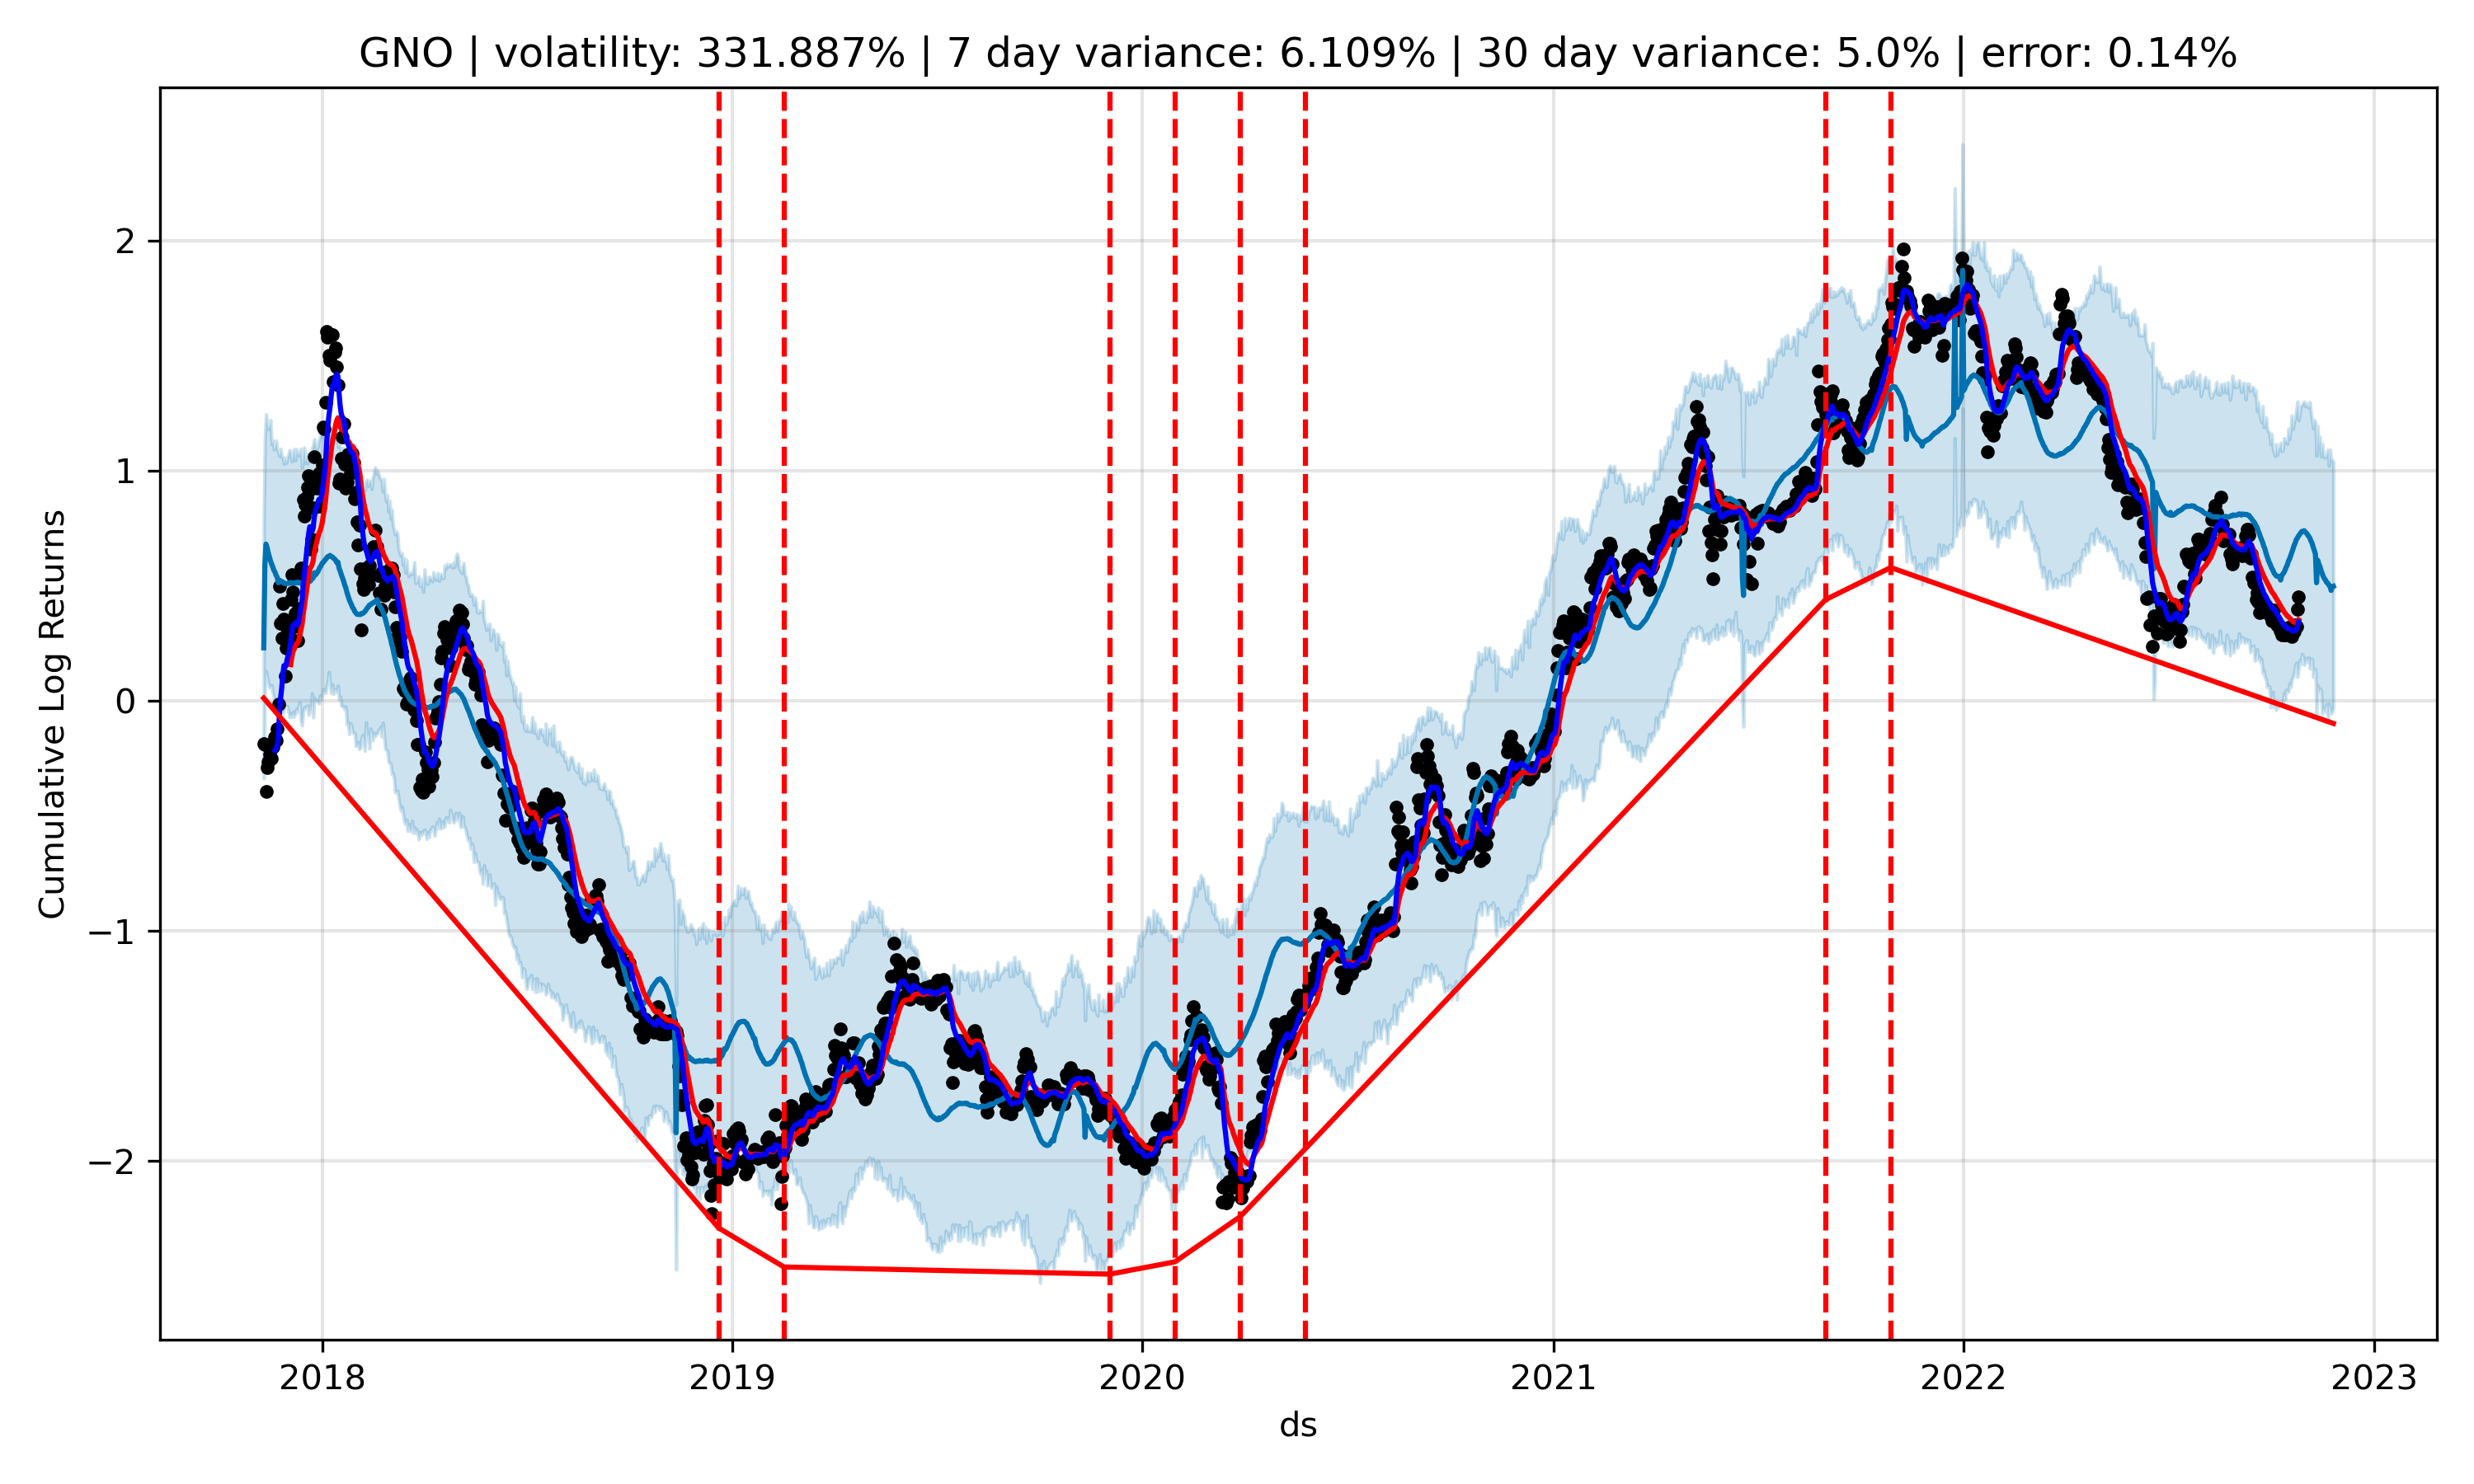 GNO | volatility: 331.887% | 7 day variance: 6.109% | 30 day variance: 5.0% | error: 0.14%
Cumulative Log Returns
2
1
0
−1
−2
2018 2019 2020 2021 2022 2023
ds